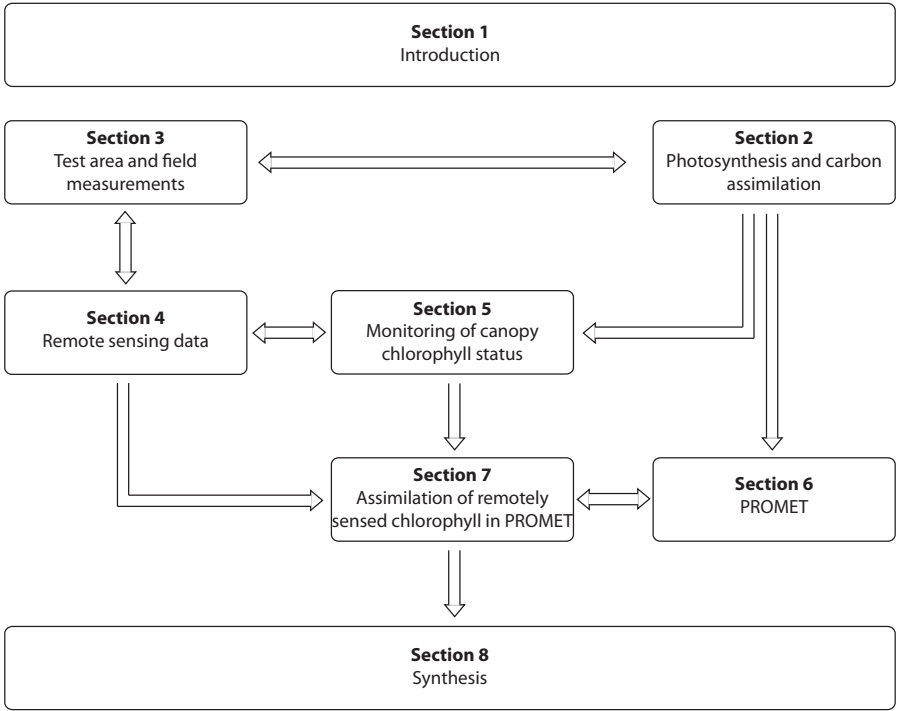 Section 1
Introduction
Section 3
Test area and field
measurements
Section 2
Photosynthesis and carbon
assimilation
Section 4
Remote sensing data
Section 5
Monitoring of canopy
chlorophyll status
Section 7
Assimilation of remotely
sensed chlorophyll in PROMET
Section 6
PROMET
Section 8
Synthesis